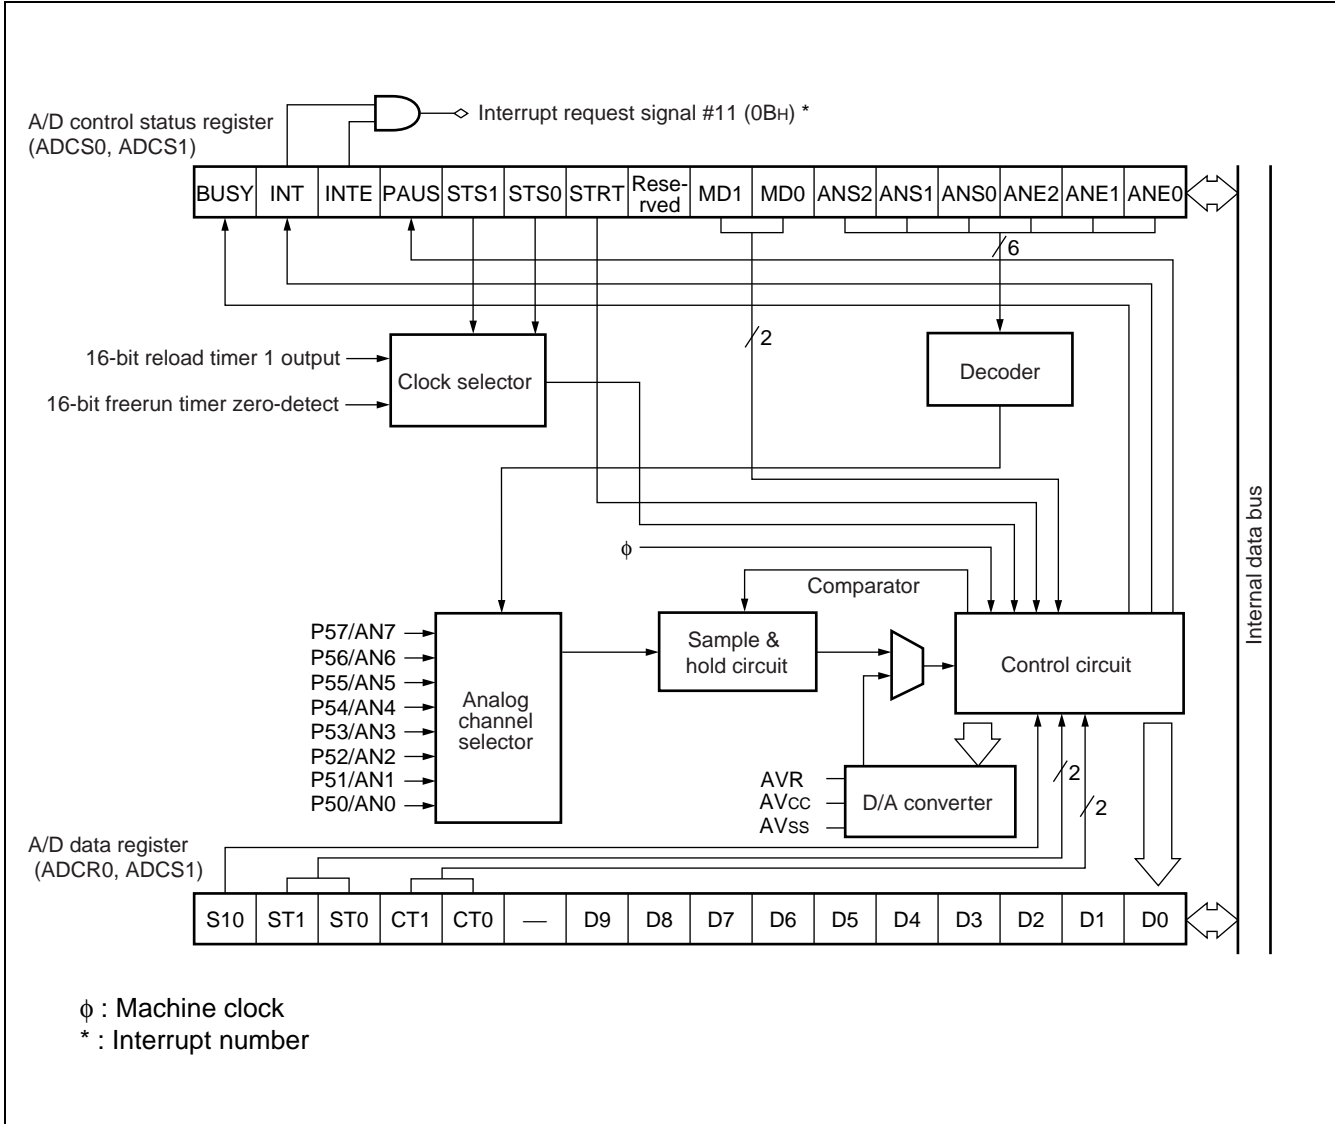 Interrupt request signal #11 (0BH) *
A/D control status register
(ADCS0, ADCS1)
BUSY INT INTE PAUS STS1 STS0 STRT Rese-
rved MD1 MD0 ANS2 ANS1 ANS0 ANE2 ANE1 ANE0
6
2
16-bit reload timer 1 output
Clock selector
16-bit freerun timer zero-detect
Decoder
Internal data bus
ϕ
Comparator
P57/AN7
P56/AN6
P55/AN5
P54/AN4
P53/AN3
P52/AN2
P51/AN1
P50/AN0
Analog
channel
selector
Sample &
hold circuit
Control circuit
AVR
AVCC
AVSS
D/A converter
2
2
A/D data register
(ADCR0, ADCS1)
S10 ST1 ST0 CT1 CT0 — D9 D8 D7 D6 D5 D4 D3 D2 D1 D0
ϕ : Machine clock
* : Interrupt number